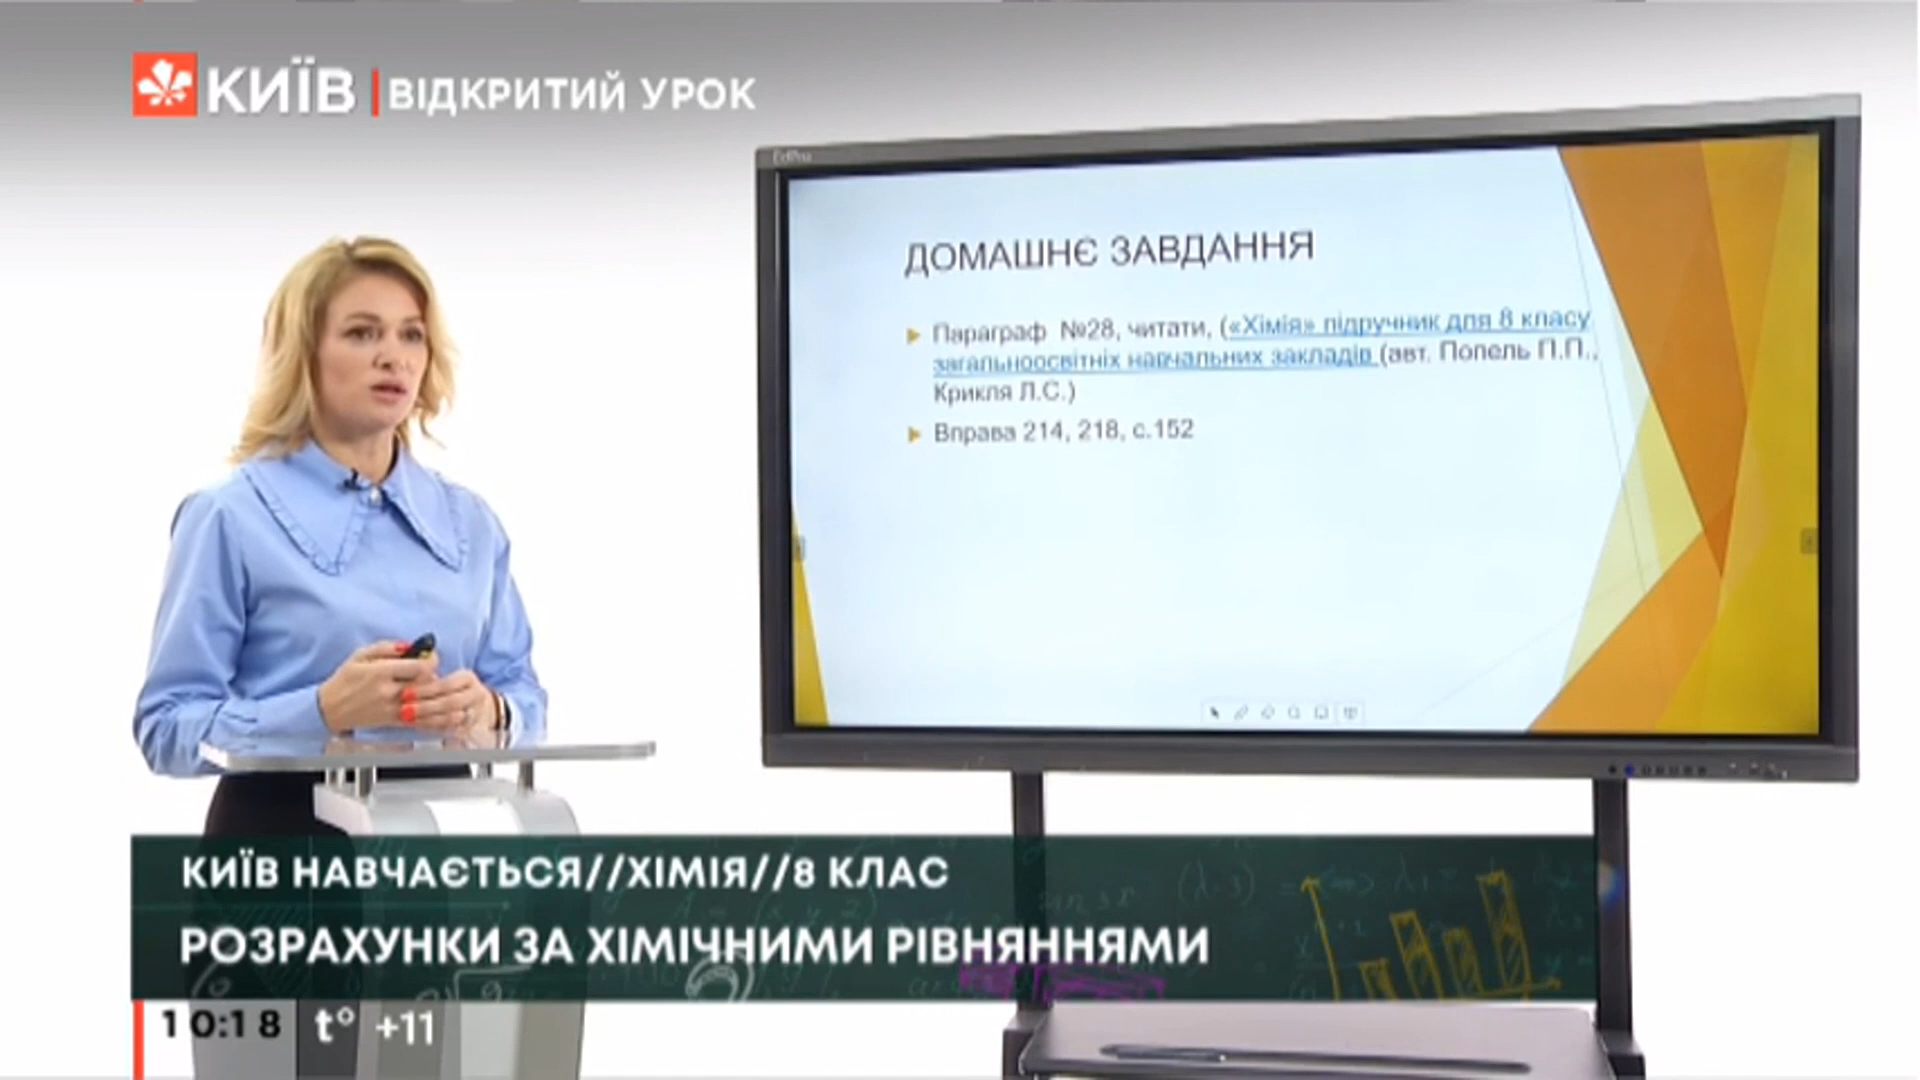 КИЇВ | ВІДКРИТИЙ УРОК
EdPro
ДОМАШНЄ ЗАВДАННЯ
Параграф №28, читати, («Хімія» підручник для 8 класу
загальноосвітніх навчальних закладів (авт. Попель П.П.,
Крикля Л.С.)
Вправа 214, 218, с.152
КИЇВ НАВЧАЄТЬСЯ//ХІМІЯ//8 КЛАС
РОЗРАХУНКИ ЗА ХІМІЧНИМИ РІВНЯННЯМИ
10:18 t° +11